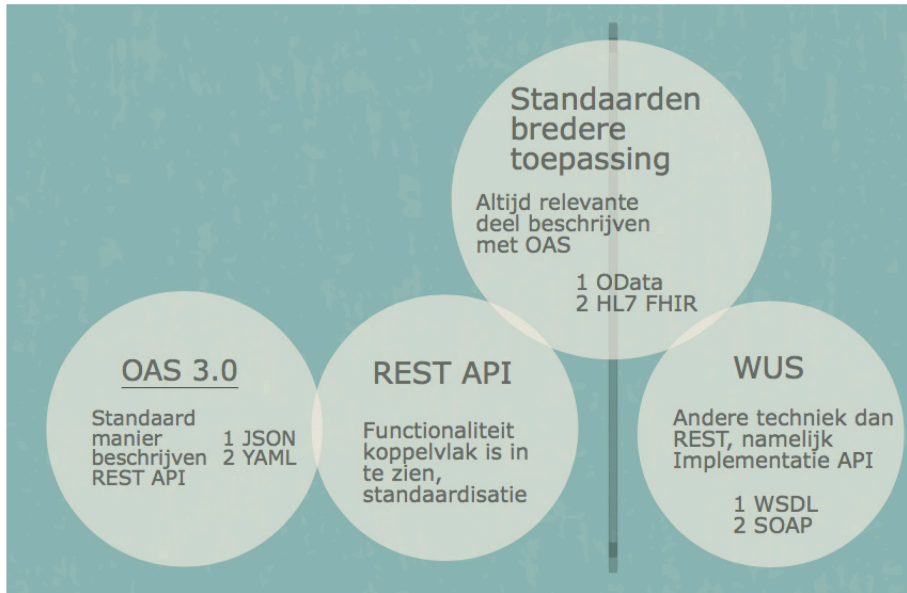 Standaarden
bredere
toepassing
Altijd relevante
deel beschrijven
met OAS
1 OData
2 HL7 FHIR
OAS 3.0
Standaard
manier
beschrijven
REST API
1 JSON
2 YAML
REST API
Functionaliteit
koppelvlak is in
te zien,
standaardisatie
WUS
Andere techniek dan
REST, namelijk
Implementatie API
1 WSDL
2 SOAP